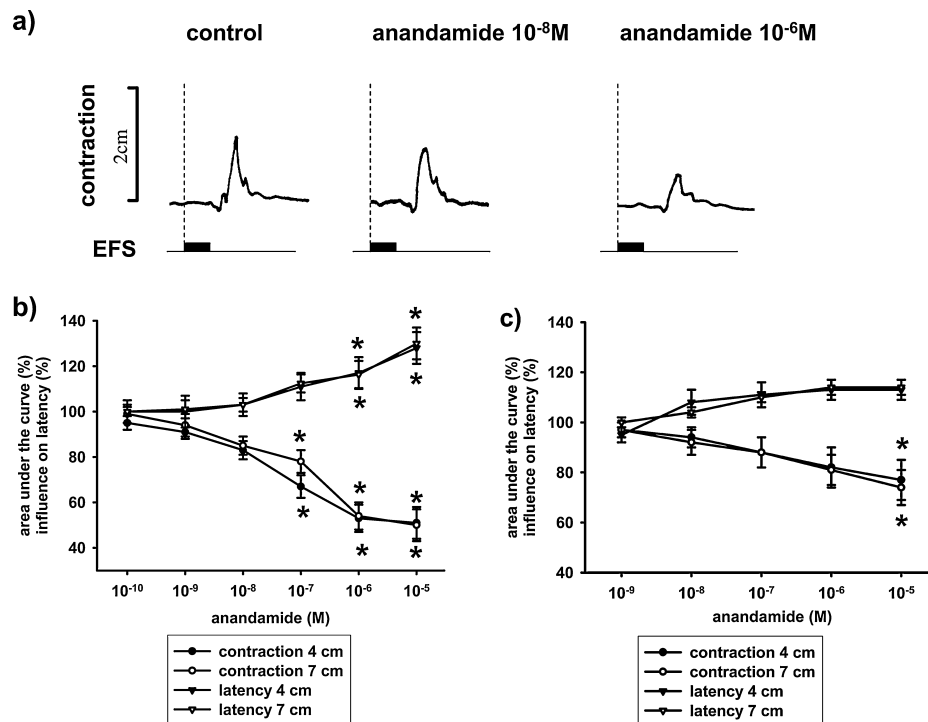 a)
control anandamide 10⁻⁸M anandamide 10⁻⁶M
contraction
2cm
EFS
b)
area under the curve (%)
influence on latency (%)
140
120
100
80
60
40
* * * * * * * * * *
10⁻¹⁰ 10⁻⁹ 10⁻⁸ 10⁻⁷ 10⁻⁶ 10⁻⁵
anandamide (M)
contraction 4 cm
contraction 7 cm
latency 4 cm
latency 7 cm
c)
area under the curve (%)
influence on latency (%)
140
120
100
80
60
40
* *
10⁻⁹ 10⁻⁸ 10⁻⁷ 10⁻⁶ 10⁻⁵
anandamide (M)
contraction 4 cm
contraction 7 cm
latency 4 cm
latency 7 cm